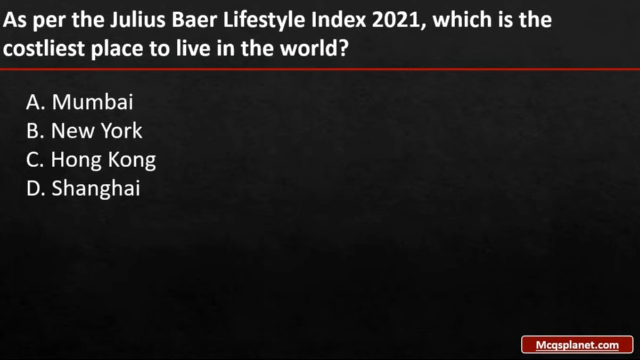 As per the Julius Baer Lifestyle Index 2021, which is the
costliest place to live in the world?
A. Mumbai
B. New York
C. Hong Kong
D. Shanghai
Mcqsplanet.com